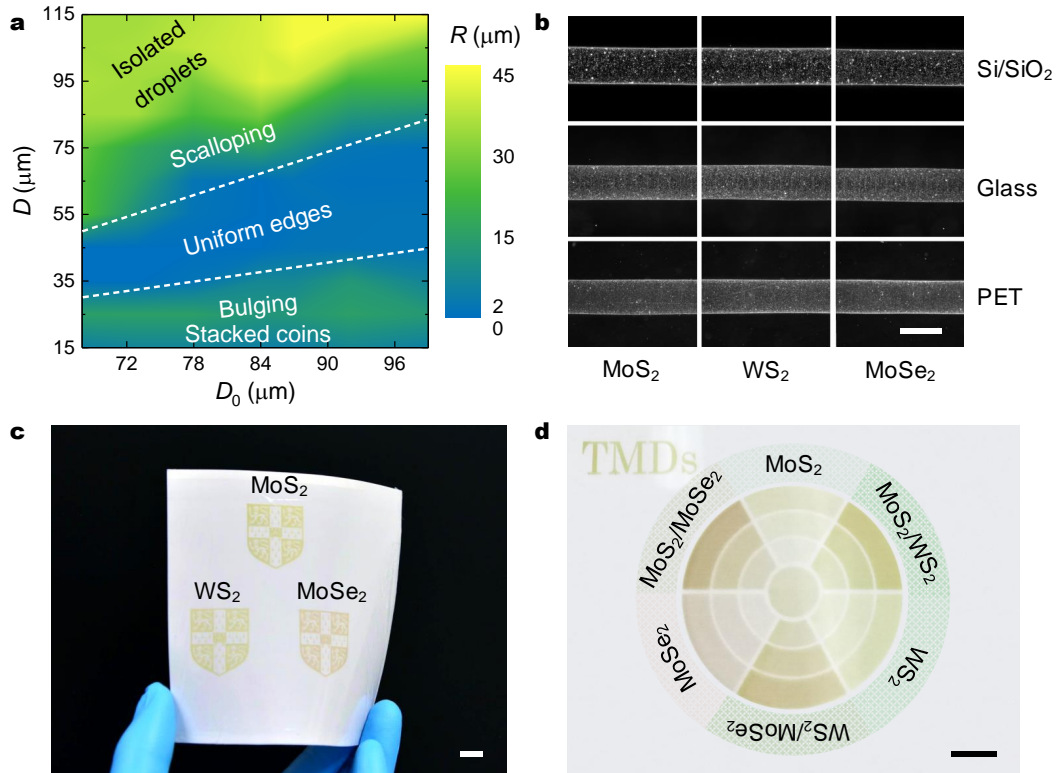 a
115
95
75
55
35
15
D (μm)
72
78
84
90
96
D₀ (μm)
Isolated
droplets
Scalloping
Uniform edges
Bulging
Stacked coins
R (μm)
45
30
15
2
0
b
Si/SiO₂
Glass
PET
MoS₂
WS₂
MoSe₂
c
MoS₂
WS₂
MoSe₂
d
TMDs
MoS₂
MoS₂/WS₂
WS₂
WS₂/MoSe₂
MoSe₂
MoS₂/MoSe₂